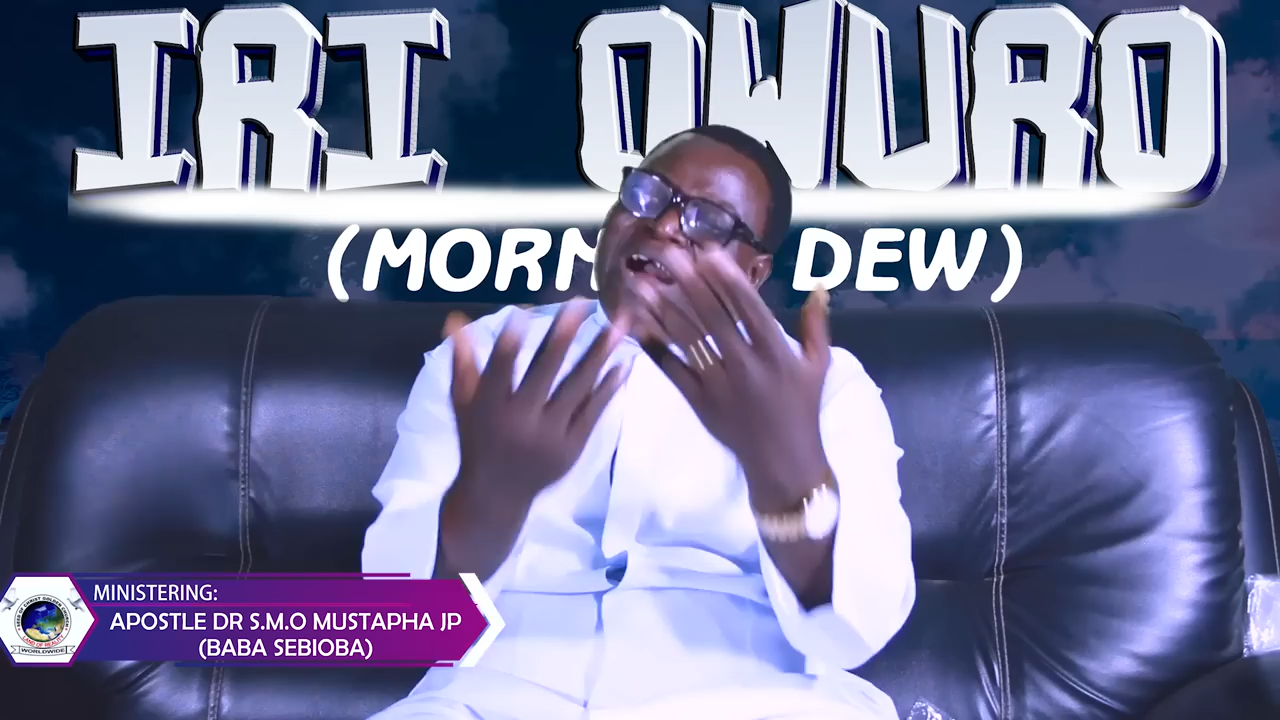 IRI OWURO
(MORN DEW)
MINISTERING:
APOSTLE DR S.M.O MUSTAPHA JP
(BABA SEBIOBA)
WORLDWIDE